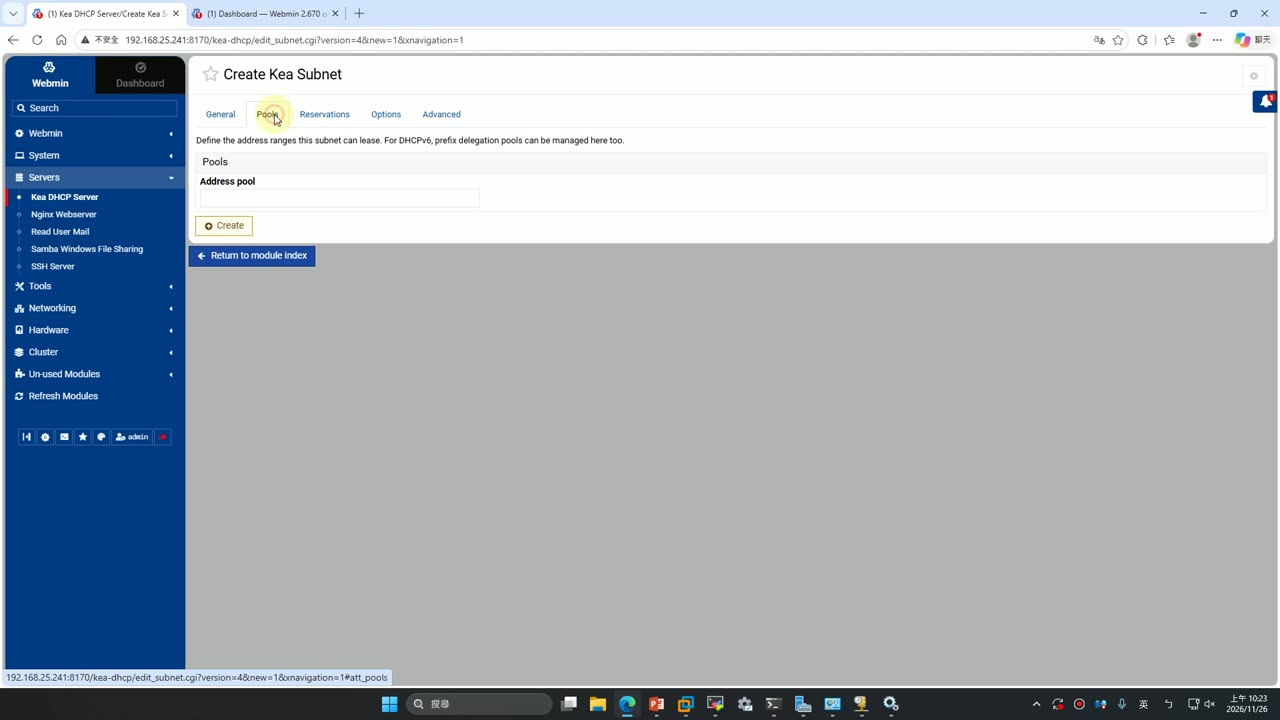 (1) Kea DHCP Server/Create Kea S
(1) Dashboard — Webmin 2.670 o
不安全 192.168.25.241:8170/kea-dhcp/edit_subnet.cgi?version=4&new=1&xnavigation=1
聊天
Webmin
Dashboard
Search
Webmin
System
Servers
Kea DHCP Server
Nginx Webserver
Read User Mail
Samba Windows File Sharing
SSH Server
Tools
Networking
Hardware
Cluster
Un-used Modules
Refresh Modules
admin
Create Kea Subnet
General Pools Reservations Options Advanced
Define the address ranges this subnet can lease. For DHCPv6, prefix delegation pools can be managed here too.
Pools
Address pool
Create
Return to module index
192.168.25.241:8170/kea-dhcp/edit_subnet.cgi?version=4&new=1&xnavigation=1#att_pools
搜尋
英
上午 10:23
2026/11/26